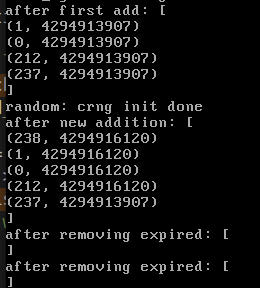 after first add: [
(1, 4294913907)
(0, 4294913907)
(212, 4294913907)
(237, 4294913907)
]
random: crng init done
after new addition: [
(238, 4294916120)
(1, 4294916120)
(0, 4294916120)
(212, 4294916120)
(237, 4294913907)
]
after removing expired: [
]
after removing expired: [
]